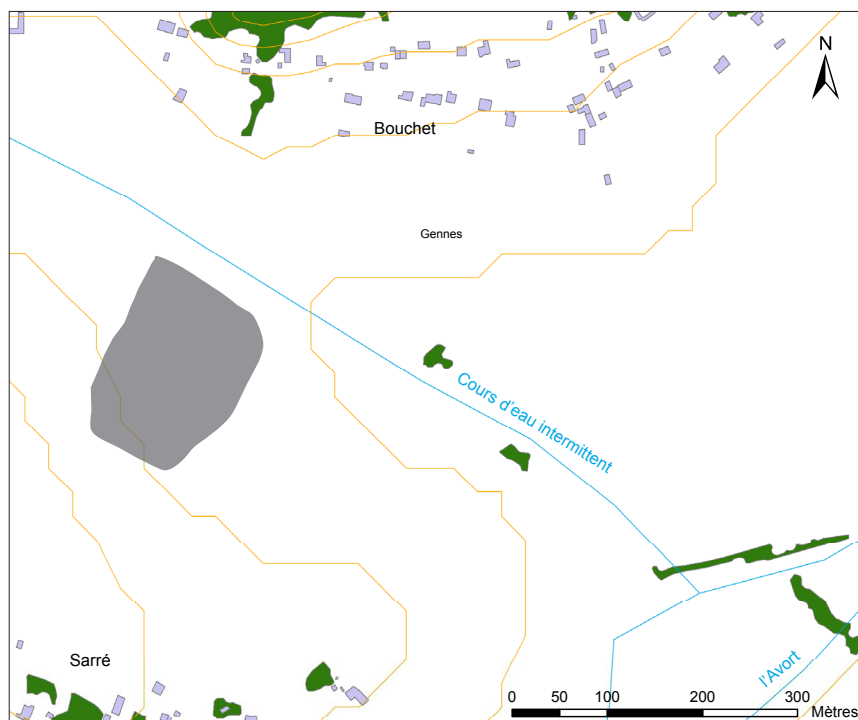 N
Bouchet
Gennes
Cours d'eau intermittent
Sarré
l'Avort
0 50 100 200 300
Mètres